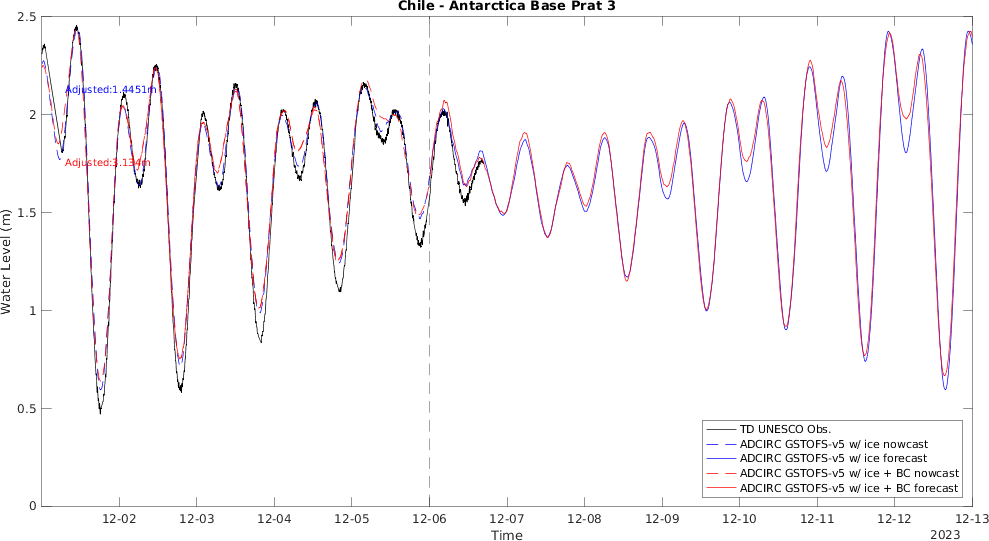 Chile - Antarctica Base Prat 3
2.5
2
1.5
1
0.5
0
Water Level (m)
Adjusted:1.4451m
Adjusted:3.134m
TD UNESCO Obs.
ADCIRC GSTOFS-v5 w/ ice nowcast
ADCIRC GSTOFS-v5 w/ ice forecast
ADCIRC GSTOFS-v5 w/ ice + BC nowcast
ADCIRC GSTOFS-v5 w/ ice + BC forecast
12-02 12-03 12-04 12-05 12-06 12-07 12-08 12-09 12-10 12-11 12-12 12-13
Time
2023